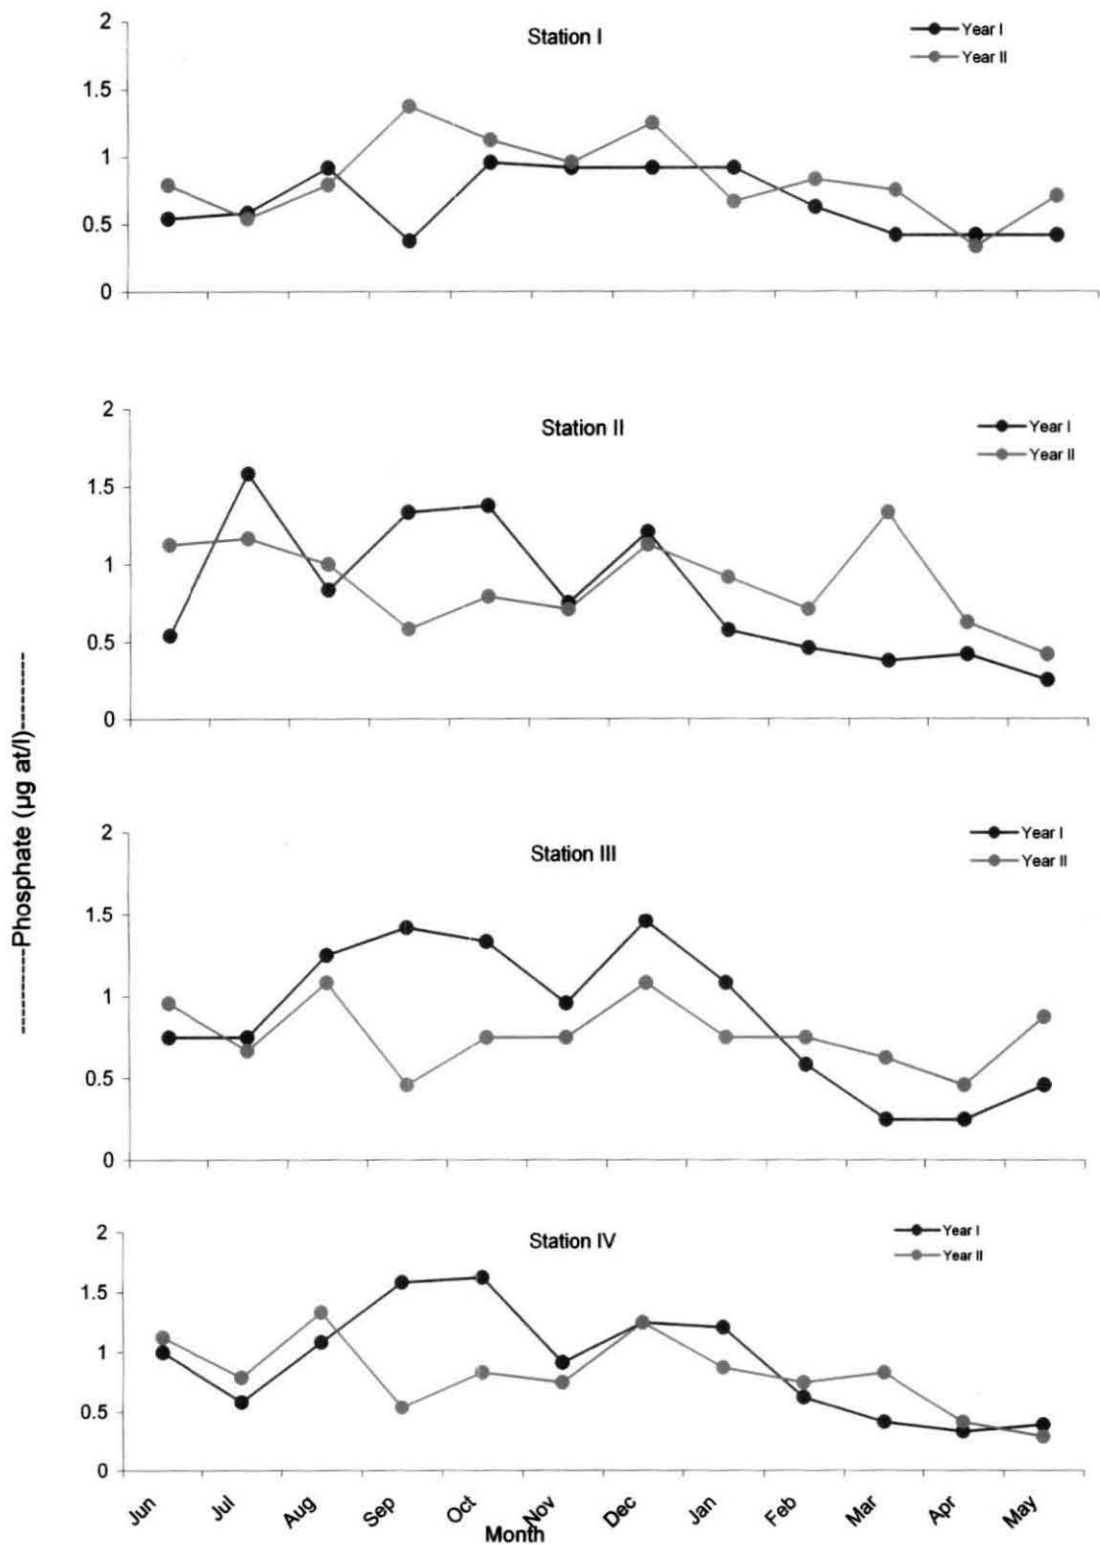 Station I
Year I
Year II
2
1.5
1
0.5
0
Station II
Year I
Year II
2
1.5
1
0.5
0
----------Phosphate (µg at/l)----------
Station III
Year I
Year II
2
1.5
1
0.5
0
Station IV
Year I
Year II
2
1.5
1
0.5
0
Jun Jul Aug Sep Oct Nov Dec Jan Feb Mar Apr May
Month